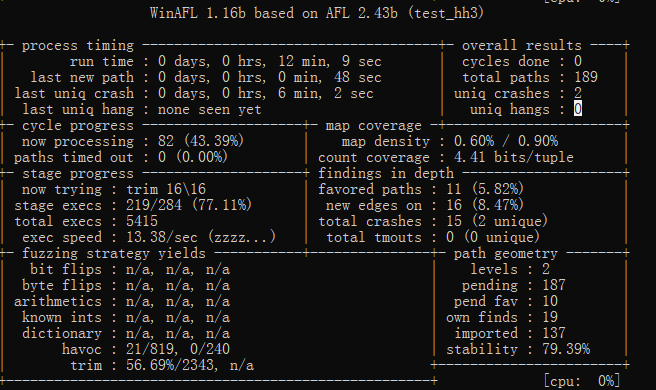 [cpu: 0%]
WinAFL 1.16b based on AFL 2.43b (test_hh3)
+- process timing -------------------------------------+- overall results -----+
| run time : 0 days, 0 hrs, 12 min, 9 sec | cycles done : 0 |
| last new path : 0 days, 0 hrs, 0 min, 48 sec | total paths : 189 |
| last uniq crash : 0 days, 0 hrs, 6 min, 2 sec | uniq crashes : 2 |
| last uniq hang : none seen yet | uniq hangs : 0 |
+- cycle progress --------------------+- map coverage -+-----------------------+
| now processing : 82 (43.39%) | map density : 0.60% / 0.90% |
| paths timed out : 0 (0.00%) | count coverage : 4.41 bits/tuple |
+- stage progress --------------------+ findings in depth ---------------------+
| now trying : trim 16\16 | favored paths : 11 (5.82%) |
| stage execs : 219/284 (77.11%) | new edges on : 16 (8.47%) |
| total execs : 5415 | total crashes : 15 (2 unique) |
| exec speed : 13.38/sec (zzzz...) | total tmouts : 0 (0 unique) |
+- fuzzing strategy yields -----------+---------------+- path geometry --------+
| bit flips : n/a, n/a, n/a | levels : 2 |
| byte flips : n/a, n/a, n/a | pending : 187 |
| arithmetics : n/a, n/a, n/a | pend fav : 10 |
| known ints : n/a, n/a, n/a | own finds : 19 |
| dictionary : n/a, n/a, n/a | imported : 137 |
| havoc : 21/819, 0/240 | stability : 79.39% |
| trim : 56.69%/2343, n/a +------------------------+
+-----------------------------------------------------+ [cpu: 0%]